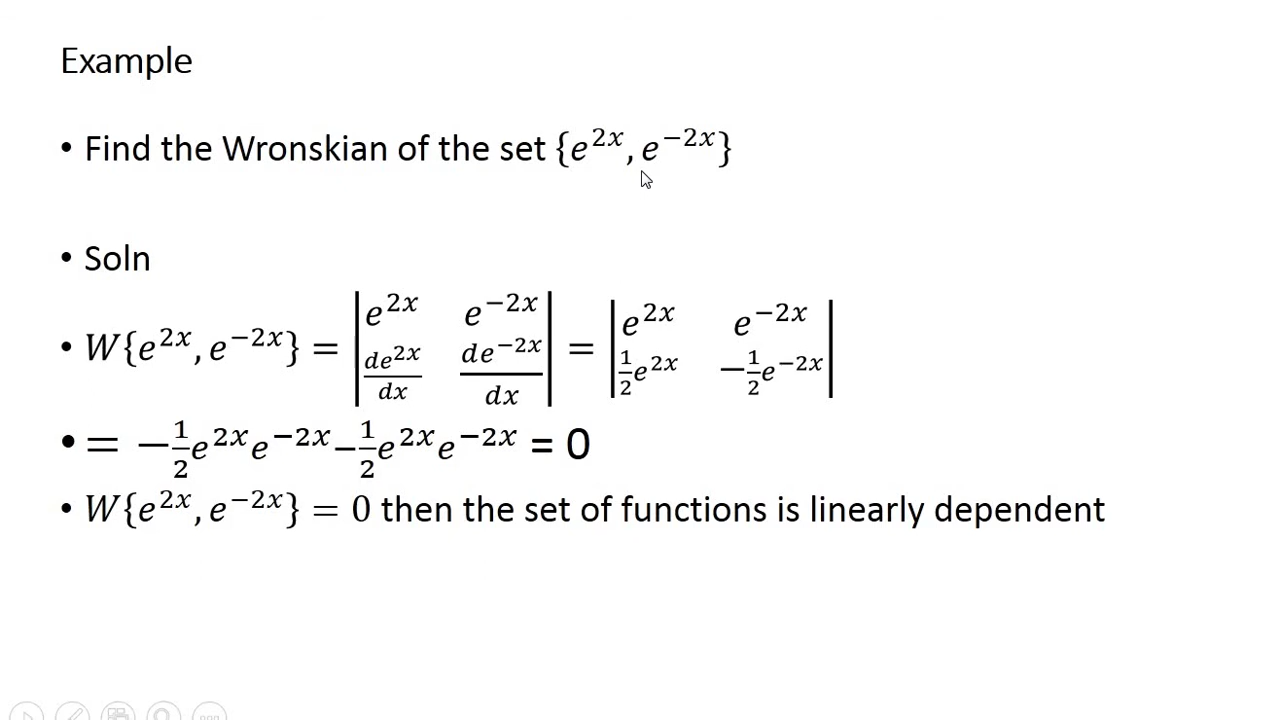 Example
• Find the Wronskian of the set {e^{2x}, e^{−2x}}
• Soln
• W{e^{2x}, e^{−2x}} = |e^{2x} e^{−2x}; de^{2x}/dx de^{−2x}/dx| = |e^{2x} e^{−2x}; 1/2 e^{2x} −1/2 e^{−2x}|
• = −1/2 e^{2x}e^{−2x} – 1/2 e^{2x}e^{−2x} = 0
• W{e^{2x}, e^{−2x}} = 0 then the set of functions is linearly dependent